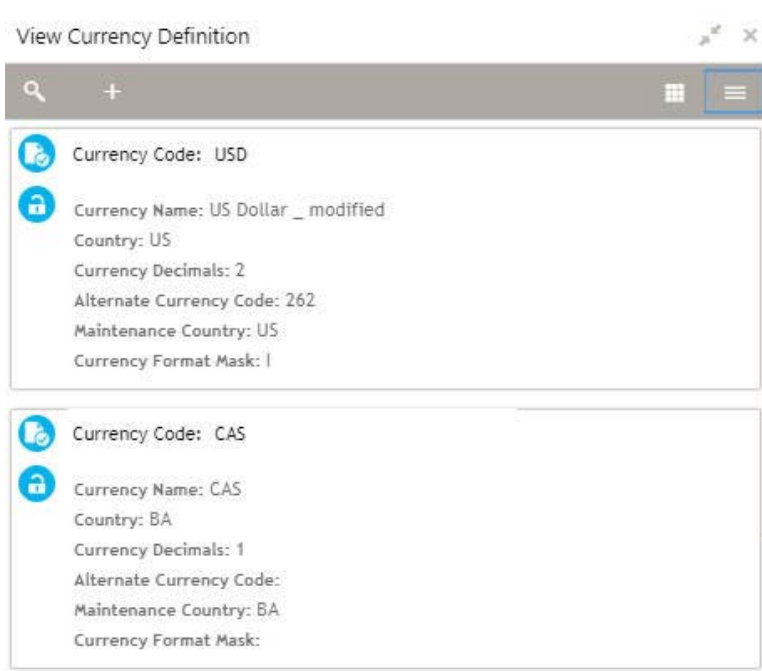 View Currency Definition
Currency Code: USD
Currency Name: US Dollar _ modified
Country: US
Currency Decimals: 2
Alternate Currency Code: 262
Maintenance Country: US
Currency Format Mask: I
Currency Code: CAS
Currency Name: CAS
Country: BA
Currency Decimals: 1
Alternate Currency Code:
Maintenance Country: BA
Currency Format Mask: